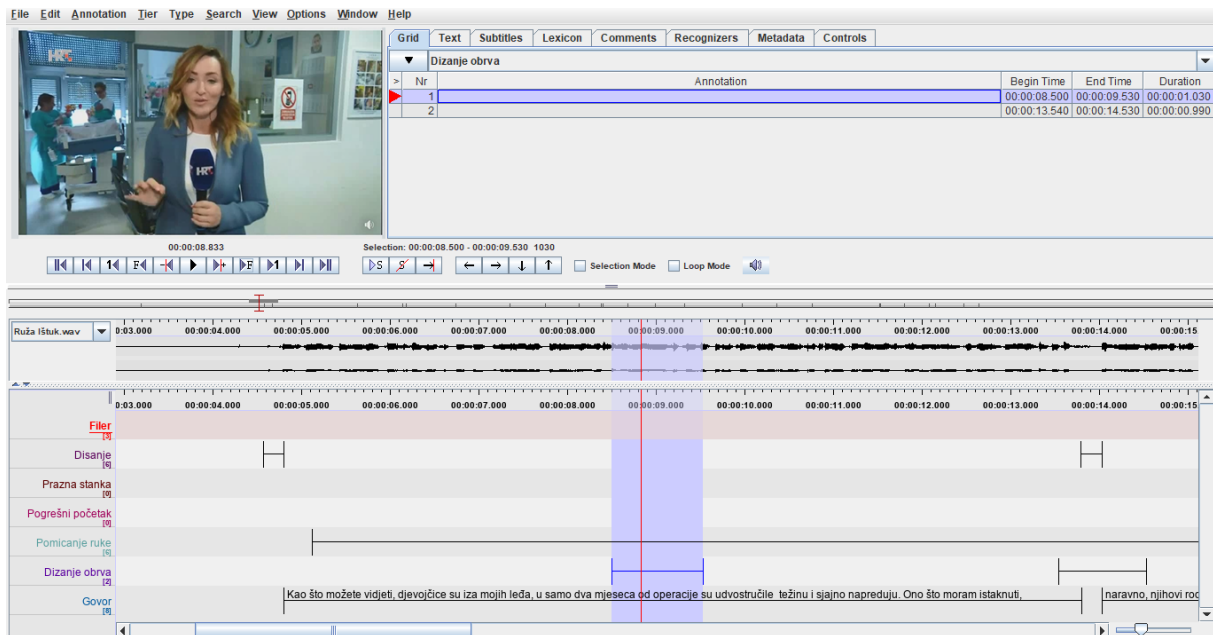 File Edit Annotation Tier Type Search View Options Window Help
HRT
HRT
Grid Text Subtitles Lexicon Comments Recognizers Metadata Controls
Dizanje obrva
> Nr Annotation Begin Time End Time Duration
1 00:00:08.500 00:00:09.530 00:00:01.030
2 00:00:13.540 00:00:14.530 00:00:00.990
00:00:08.833
Selection: 00:00:08.500 - 00:00:09.530 1030
1 F F 1 S S Selection Mode Loop Mode
Ruža Ištuk.wav
0:03.000 00:00:04.000 00:00:05.000 00:00:06.000 00:00:07.000 00:00:08.000 00:00:09.000 00:00:10.000 00:00:11.000 00:00:12.000 00:00:13.000 00:00:14.000 00:00:15
0:03.000 00:00:04.000 00:00:05.000 00:00:06.000 00:00:07.000 00:00:08.000 00:00:09.000 00:00:10.000 00:00:11.000 00:00:12.000 00:00:13.000 00:00:14.000 00:00:15
Filer
[3]
Disanje
[6]
Prazna stanka
[0]
Pogrešni početak
[0]
Pomicanje ruke
[6]
Dizanje obrva
[2]
Govor
[8]
Kao što možete vidjeti, djevojčice su iza mojih leđa, u samo dva mjeseca od operacije su udvostručile težinu i sjajno napreduju. Ono što moram istaknuti,
naravno, njihovi roc